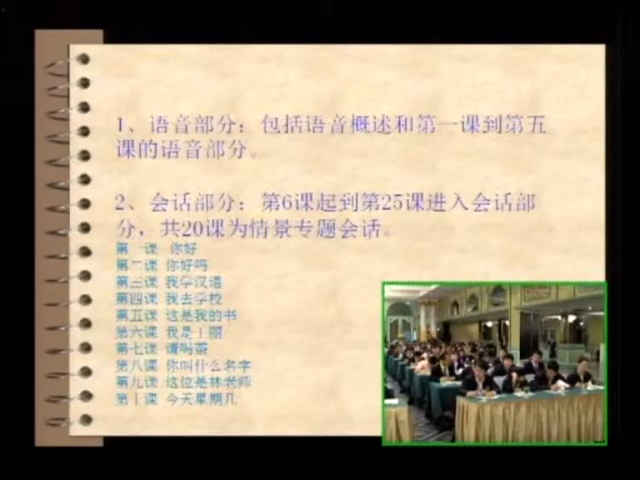 1、语音部分：包括语音概述和第一课到第五
课的语音部分。
2、会话部分：第6课起到第25课进入会话部
分，共20课为情景专题会话。
第一课 你好
第二课 你好吗
第三课 我学汉语
第四课 我去学校
第五课 这是我的书
第六课 我是王丽
第七课 请喝茶
第八课 你叫什么名字
第九课 这位是林老师
第十课 今天星期几